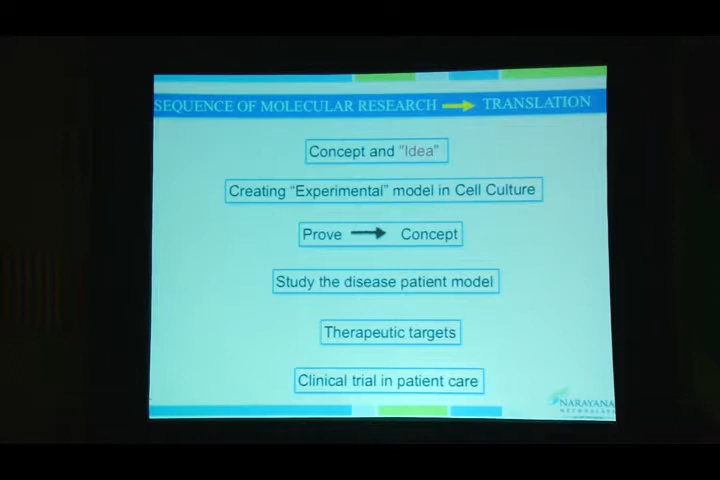 SEQUENCE OF MOLECULAR RESEARCH → TRANSLATION
Concept and "Idea"
Creating "Experimental" model in Cell Culture
Prove → Concept
Study the disease patient model
Therapeutic targets
Clinical trial in patient care
NARAYANA